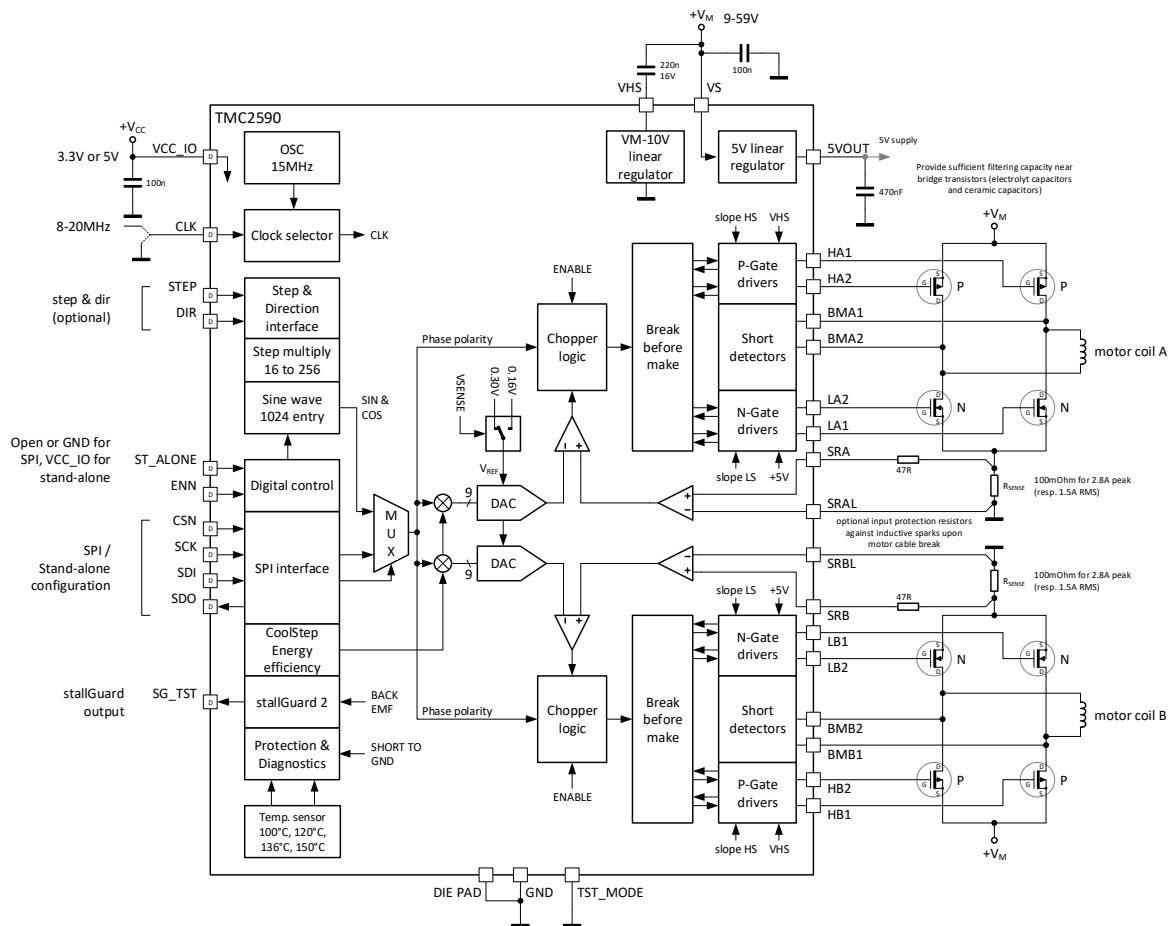 +VM
9-59V
220n
16V
100n
VHS
VS
TMC2590
+VCC
3.3V or 5V
VCC_IO
D
100n
OSC
15MHz
VM-10V
linear
regulator
5V linear
regulator
5VOUT
5V supply
470nF
Provide sufficient filtering capacity near
bridge transistors (electrolyt capacitors
and ceramic capacitors)
8-20MHz
CLK
D
Clock selector
CLK
slope HS
VHS
+VM
step & dir
(optional)
STEP
D
DIR
D
Step &
Direction
interface
Step multiply
16 to 256
Sine wave
1024 entry
SIN &
COS
ENABLE
Phase polarity
Chopper
logic
Break
before
make
P-Gate
drivers
Short
detectors
N-Gate
drivers
HA1
HA2
BMA1
BMA2
LA2
LA1
SRA
SRAL
S
G
D
P
S
G
D
P
motor coil A
D
G
S
N
D
G
S
N
VSENSE
0.30V
0.16V
VREF
slope LS
+5V
47R
RSENSE
100mOhm for 2.8A peak
(resp. 1.5A RMS)
Open or GND for
SPI, VCC_IO for
stand-alone
ST_ALONE
D
ENN
D
Digital control
SPI /
Stand-alone
configuration
CSN
D
SCK
D
SDI
D
SDO
D
SPI interface
M
U
X
9
DAC
9
DAC
optional input protection resistors
against inductive sparks upon
motor cable break
SRBL
SRB
47R
RSENSE
100mOhm for 2.8A peak
(resp. 1.5A RMS)
CoolStep
Energy
efficiency
stallGuard
output
SG_TST
D
stallGuard 2
BACK
EMF
Protection &
Diagnostics
SHORT TO
GND
Temp. sensor
100°C, 120°C,
136°C, 150°C
Phase polarity
Chopper
logic
ENABLE
Break
before
make
slope LS
+5V
N-Gate
drivers
Short
detectors
P-Gate
drivers
slope HS
VHS
LB1
LB2
BMB2
BMB1
HB2
HB1
D
G
S
N
D
G
S
N
motor coil B
D
G
S
P
D
G
S
P
+VM
DIE PAD
GND
TST_MODE